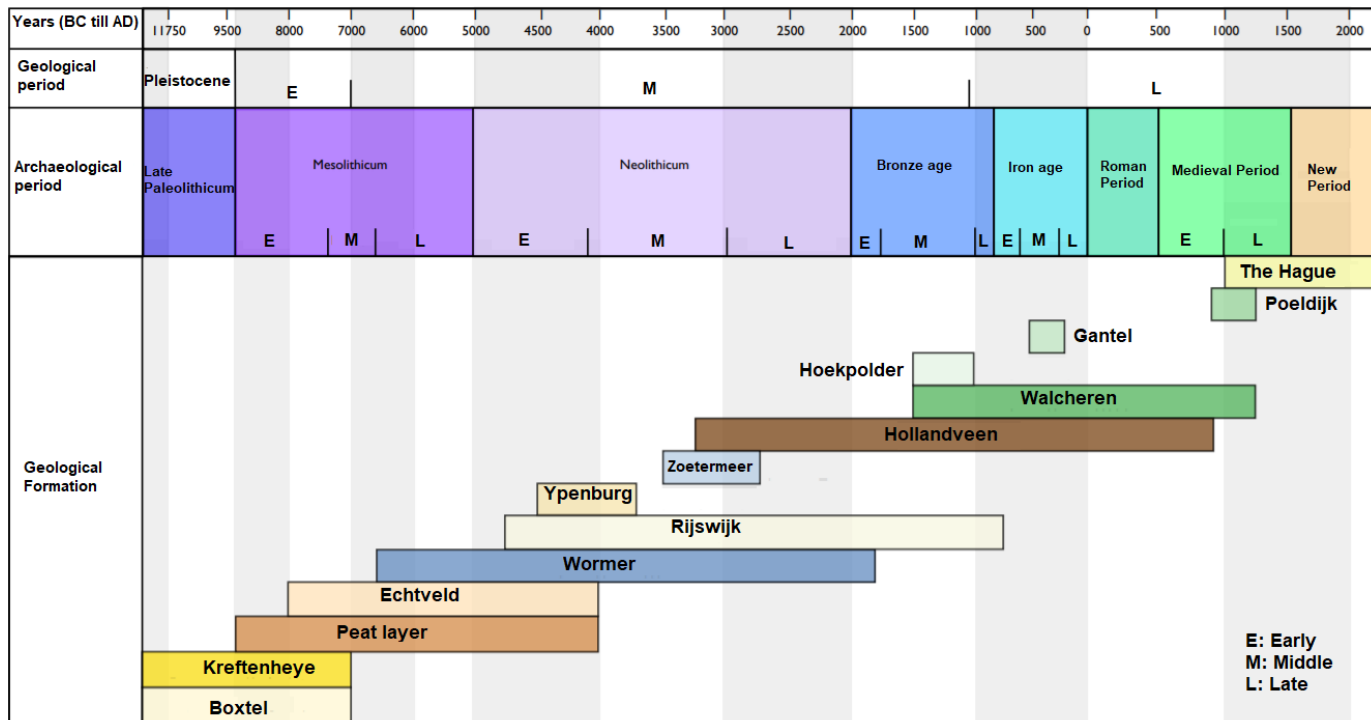 Years (BC till AD)
11750 9500 8000 7000 6000 5000 4500 4000 3500 3000 2500 2000 1500 1000 500 0 500 1000 1500 2000
Geological
period
Pleistocene
E M L
Archaeological
period
Late
Paleolithicum
Mesolithicum
Neolithicum
Bronze age
Iron age
Roman
Period
Medieval Period
New
Period
E M L E M L E M L E M L E L
Geological
Formation
The Hague
Poeldijk
Gantel
Hoekpolder
Walcheren
Hollandveen
Zoetermeer
Ypenburg
Rijswijk
Wormer
Echtveld
Peat layer
Kreftenheye
Boxtel
E: Early
M: Middle
L: Late